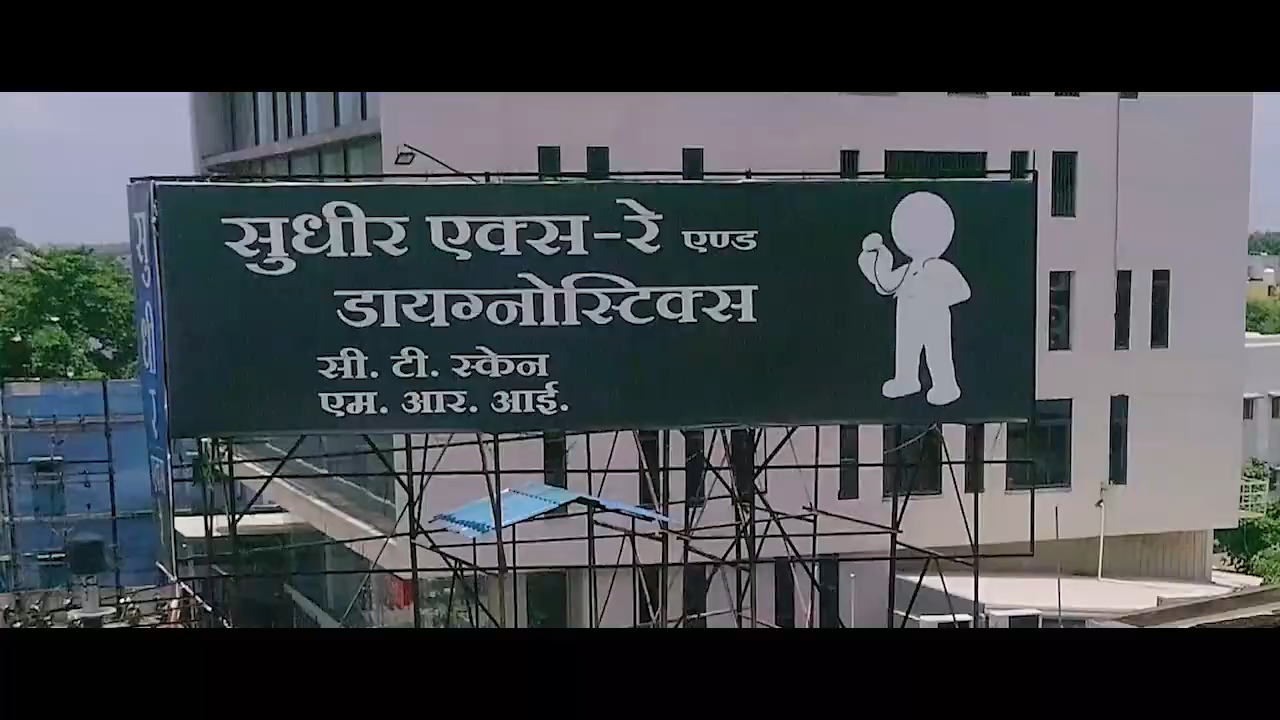 सुधीर एक्स-रे एण्ड
डायग्नोस्टिक्स
सी. टी. स्केन
एम. आर. आई.
सुधीर